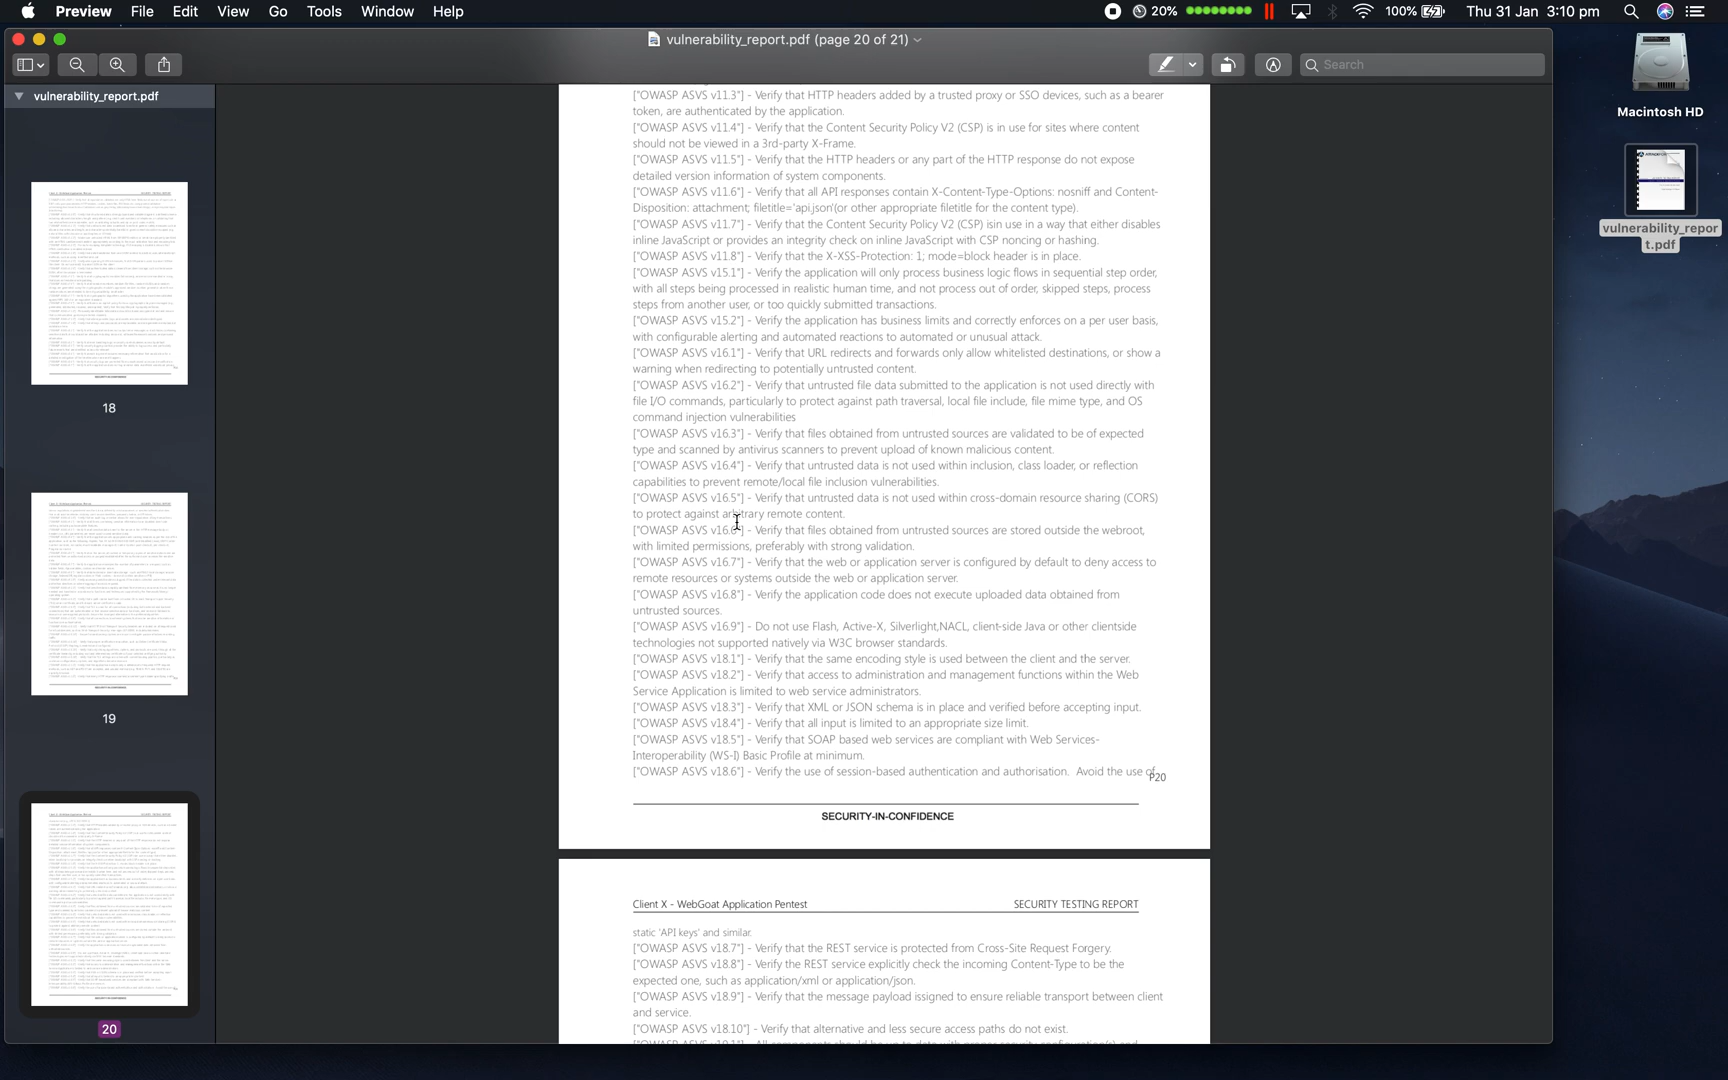 Preview File Edit View Go Tools Window Help
20% 100% Thu 31 Jan 3:10 pm
vulnerability_report.pdf (page 20 of 21)
Search
vulnerability_report.pdf
18
19
20
["OWASP ASVS v11.3"] - Verify that HTTP headers added by a trusted proxy or SSO devices, such as a bearer
token, are authenticated by the application.
["OWASP ASVS v11.4"] - Verify that the Content Security Policy V2 (CSP) is in use for sites where content
should not be viewed in a 3rd-party X-Frame.
["OWASP ASVS v11.5"] - Verify that the HTTP headers or any part of the HTTP response do not expose
detailed version information of system components.
["OWASP ASVS v11.6"] - Verify that all API responses contain X-Content-Type-Options: nosniff and Content-
Disposition: attachment; filetitle='api.json'(or other appropriate filetitle for the content type).
["OWASP ASVS v11.7"] - Verify that the Content Security Policy V2 (CSP) isin use in a way that either disables
inline JavaScript or provides an integrity check on inline JavaScript with CSP noncing or hashing.
["OWASP ASVS v11.8"] - Verify that the X-XSS-Protection: 1; mode=block header is in place.
["OWASP ASVS v15.1"] - Verify the application will only process business logic flows in sequential step order,
with all steps being processed in realistic human time, and not process out of order, skipped steps, process
steps from another user, or too quickly submitted transactions.
["OWASP ASVS v15.2"] - Verify the application has business limits and correctly enforces on a per user basis,
with configurable alerting and automated reactions to automated or unusual attack.
["OWASP ASVS v16.1"] - Verify that URL redirects and forwards only allow whitelisted destinations, or show a
warning when redirecting to potentially untrusted content.
["OWASP ASVS v16.2"] - Verify that untrusted file data submitted to the application is not used directly with
file I/O commands, particularly to protect against path traversal, local file include, file mime type, and OS
command injection vulnerabilities
["OWASP ASVS v16.3"] - Verify that files obtained from untrusted sources are validated to be of expected
type and scanned by antivirus scanners to prevent upload of known malicious content.
["OWASP ASVS v16.4"] - Verify that untrusted data is not used within inclusion, class loader, or reflection
capabilities to prevent remote/local file inclusion vulnerabilities.
["OWASP ASVS v16.5"] - Verify that untrusted data is not used within cross-domain resource sharing (CORS)
to protect against arbitrary remote content.
["OWASP ASVS v16.6"] - Verify that files obtained from untrusted sources are stored outside the webroot,
with limited permissions, preferably with strong validation.
["OWASP ASVS v16.7"] - Verify that the web or application server is configured by default to deny access to
remote resources or systems outside the web or application server.
["OWASP ASVS v16.8"] - Verify the application code does not execute uploaded data obtained from
untrusted sources.
["OWASP ASVS v16.9"] - Do not use Flash, Active-X, Silverlight,NACL, client-side Java or other clientside
technologies not supported natively via W3C browser standards.
["OWASP ASVS v18.1"] - Verify that the same encoding style is used between the client and the server.
["OWASP ASVS v18.2"] - Verify that access to administration and management functions within the Web
Service Application is limited to web service administrators.
["OWASP ASVS v18.3"] - Verify that XML or JSON schema is in place and verified before accepting input.
["OWASP ASVS v18.4"] - Verify that all input is limited to an appropriate size limit.
["OWASP ASVS v18.5"] - Verify that SOAP based web services are compliant with Web Services-
Interoperability (WS-I) Basic Profile at minimum.
["OWASP ASVS v18.6"] - Verify the use of session-based authentication and authorisation. Avoid the use of
P20
SECURITY-IN-CONFIDENCE
Client X - WebGoat Application Pentest SECURITY TESTING REPORT
static 'API keys' and similar.
["OWASP ASVS v18.7"] - Verify that the REST service is protected from Cross-Site Request Forgery.
["OWASP ASVS v18.8"] - Verify the REST service explicitly check the incoming Content-Type to be the
expected one, such as application/xml or application/json.
["OWASP ASVS v18.9"] - Verify that the message payload issigned to ensure reliable transport between client
and service.
["OWASP ASVS v18.10"] - Verify that alternative and less secure access paths do not exist.
Macintosh HD
vulnerability_repor
t.pdf